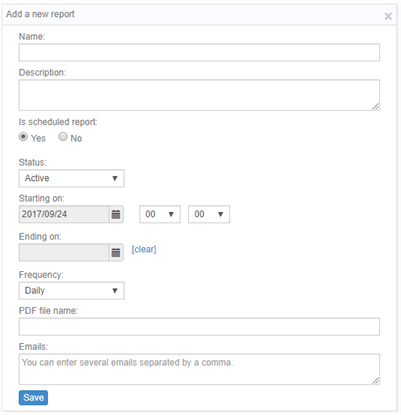 Add a new report
Name:
Description:
Is scheduled report:
Yes No
Status:
Active
Starting on:
2017/09/24 00 00
Ending on:
[clear]
Frequency:
Daily
PDF file name:
Emails:
You can enter several emails separated by a comma.
Save